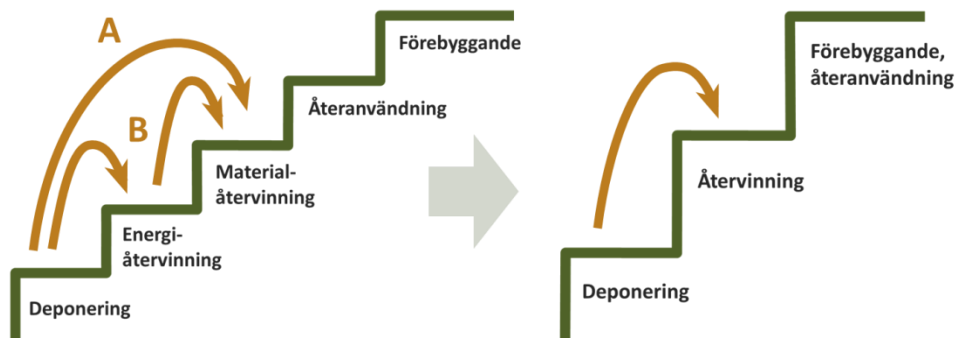 A
B
Förebyggande
Återanvändning
Material-
återvinning
Energi-
återvinning
Deponering
Förebyggande,
återanvändning
Återvinning
Deponering